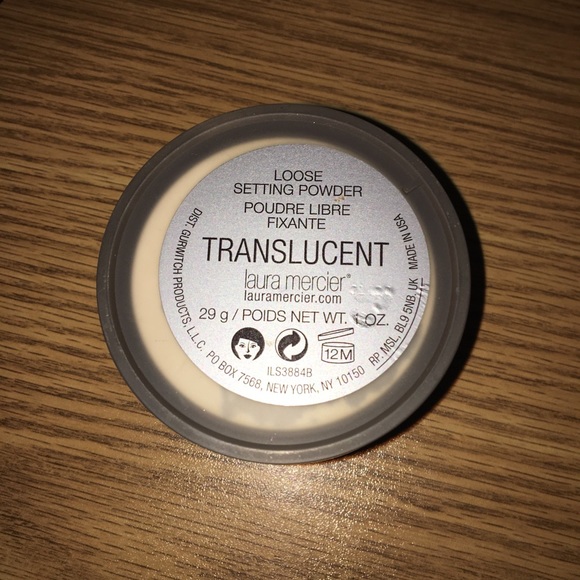 LOOSE
SETTING POWDER
POUDRE LIBRE
FIXANTE
TRANSLUCENT
laura mercier®
lauramercier.com
29 g / POIDS NET WT. 1 OZ.
12M
ILS3884B
DIST. GURWITCH PRODUCTS, L.L.C. PO BOX 7568, NEW YORK, NY 10150 RP. MSL, BL9 5NB, UK MADE IN USA